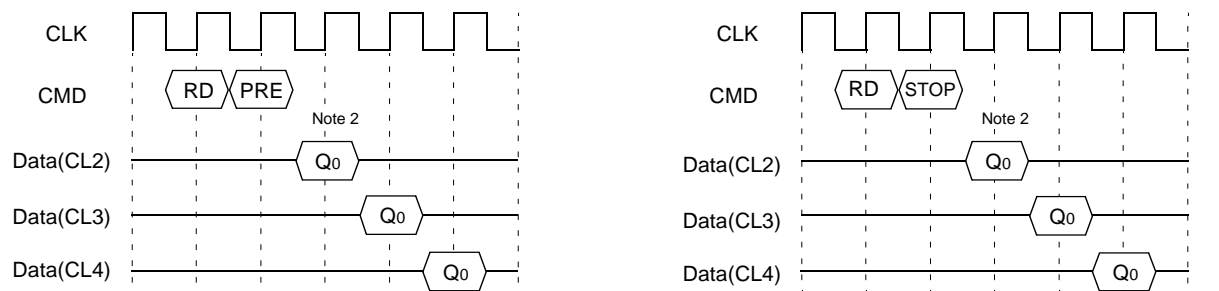 CLK
CMD
RD PRE
Note 2
Data(CL2)
Q0
Data(CL3)
Q0
Data(CL4)
Q0
CLK
CMD
RD STOP
Note 2
Data(CL2)
Q0
Data(CL3)
Q0
Data(CL4)
Q0